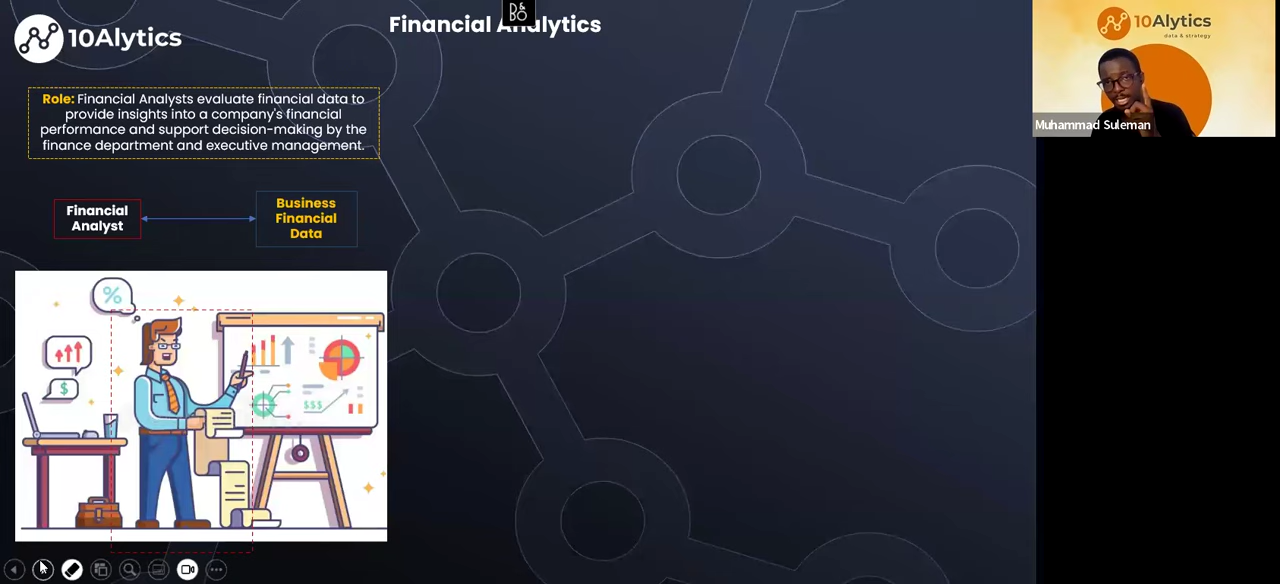 10Alytics
Financial Analytics
B&O
10Alytics
data & strategy
Muhammad Suleman
Role: Financial Analysts evaluate financial data to
provide insights into a company's financial
performance and support decision-making by the
finance department and executive management.
Financial
Analyst
Business
Financial
Data
%
$
$$$